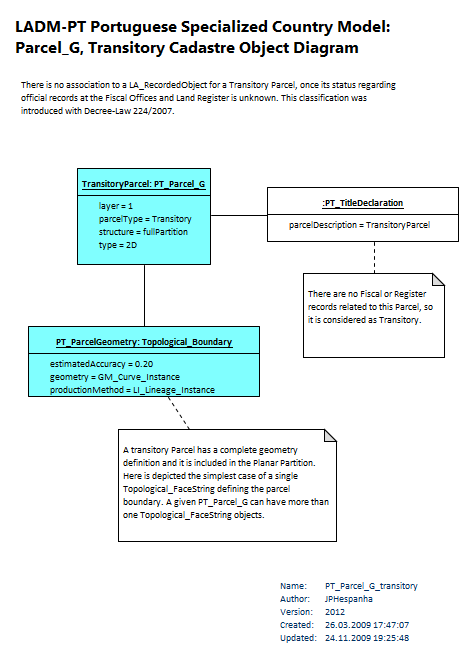 LADM-PT Portuguese Specialized Country Model:
Parcel_G, Transitory Cadastre Object Diagram
There is no association to a LA_RecordedObject for a Transitory Parcel, once its status regarding
official records at the Fiscal Offices and Land Register is unknown. This classification was
introduced with Decree-Law 224/2007.
TransitoryParcel: PT_Parcel_G
layer = 1
parcelType = Transitory
structure = fullPartition
type = 2D
:PT_TitleDeclaration
parcelDescription = TransitoryParcel
There are no Fiscal or Register
records related to this Parcel, so
it is considered as Transitory.
PT_ParcelGeometry: Topological_Boundary
estimatedAccuracy = 0.20
geometry = GM_Curve_Instance
productionMethod = LI_Lineage_Instance
A transitory Parcel has a complete geometry
definition and it is included in the Planar Partition.
Here is depicted the simplest case of a single
Topological_FaceString defining the parcel
boundary. A given PT_Parcel_G can have more than
one Topological_FaceString objects.
Name: PT_Parcel_G_transitory
Author: JPHespanha
Version: 2012
Created: 26.03.2009 17:47:07
Updated: 24.11.2009 19:25:48